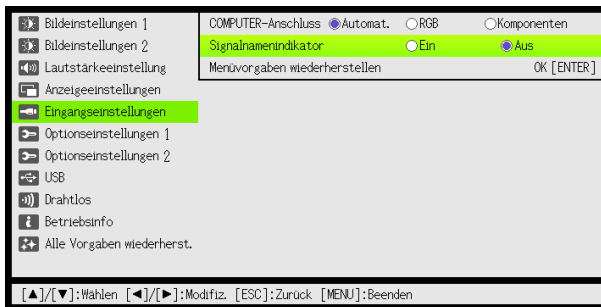 Bildeinstellungen 1
Bildeinstellungen 2
Lautstärkeeinstellung
Anzeigeeinstellungen
Eingangseinstellungen
Optionseinstellungen 1
Optionseinstellungen 2
USB
Drahtlos
Betriebsinfo
Alle Vorgaben wiederherst.
COMPUTER-Anschluss Automat. RGB Komponenten
Signalnamenindikator Ein Aus
Menüvorgaben wiederherstellen OK [ENTER]
[▲]/[▼]:Wählen [◄]/[►]:Modifiz. [ESC]:Zurück [MENU]:Beenden